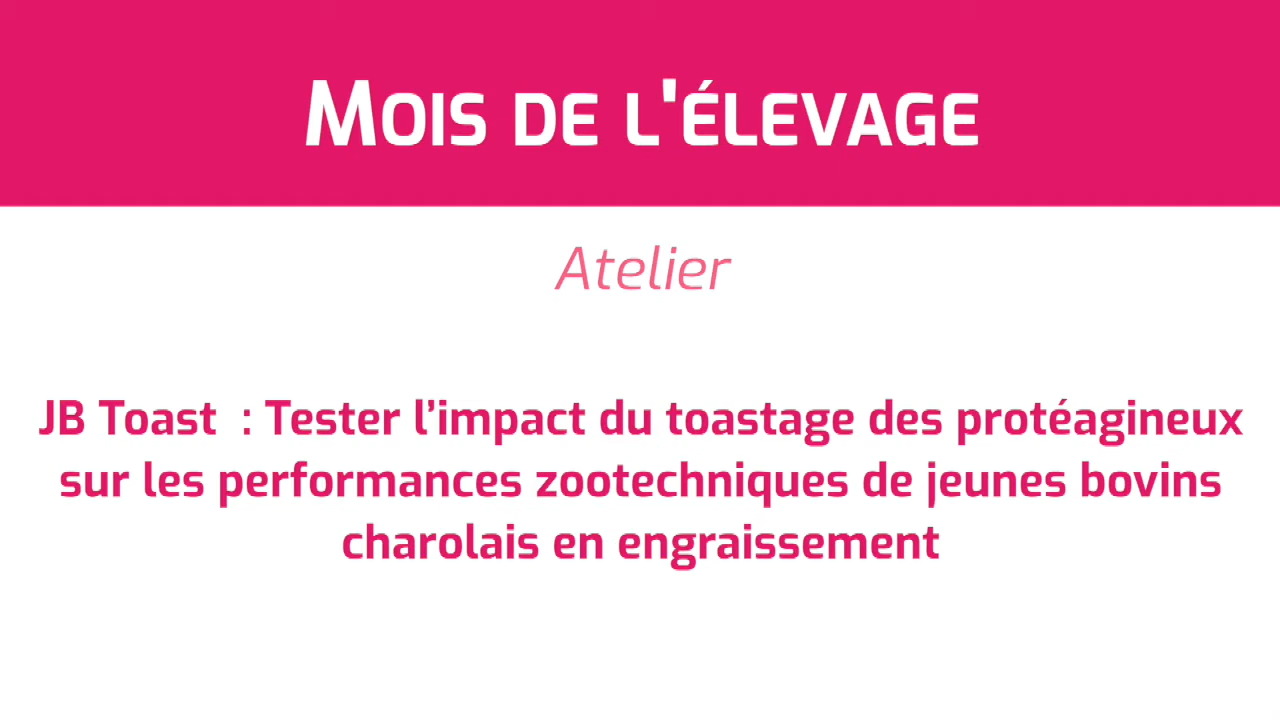 Mois de l'élevage
Atelier
JB Toast  : Tester l’impact du toastage des protéagineux
sur les performances zootechniques de jeunes bovins
charolais en engraissement